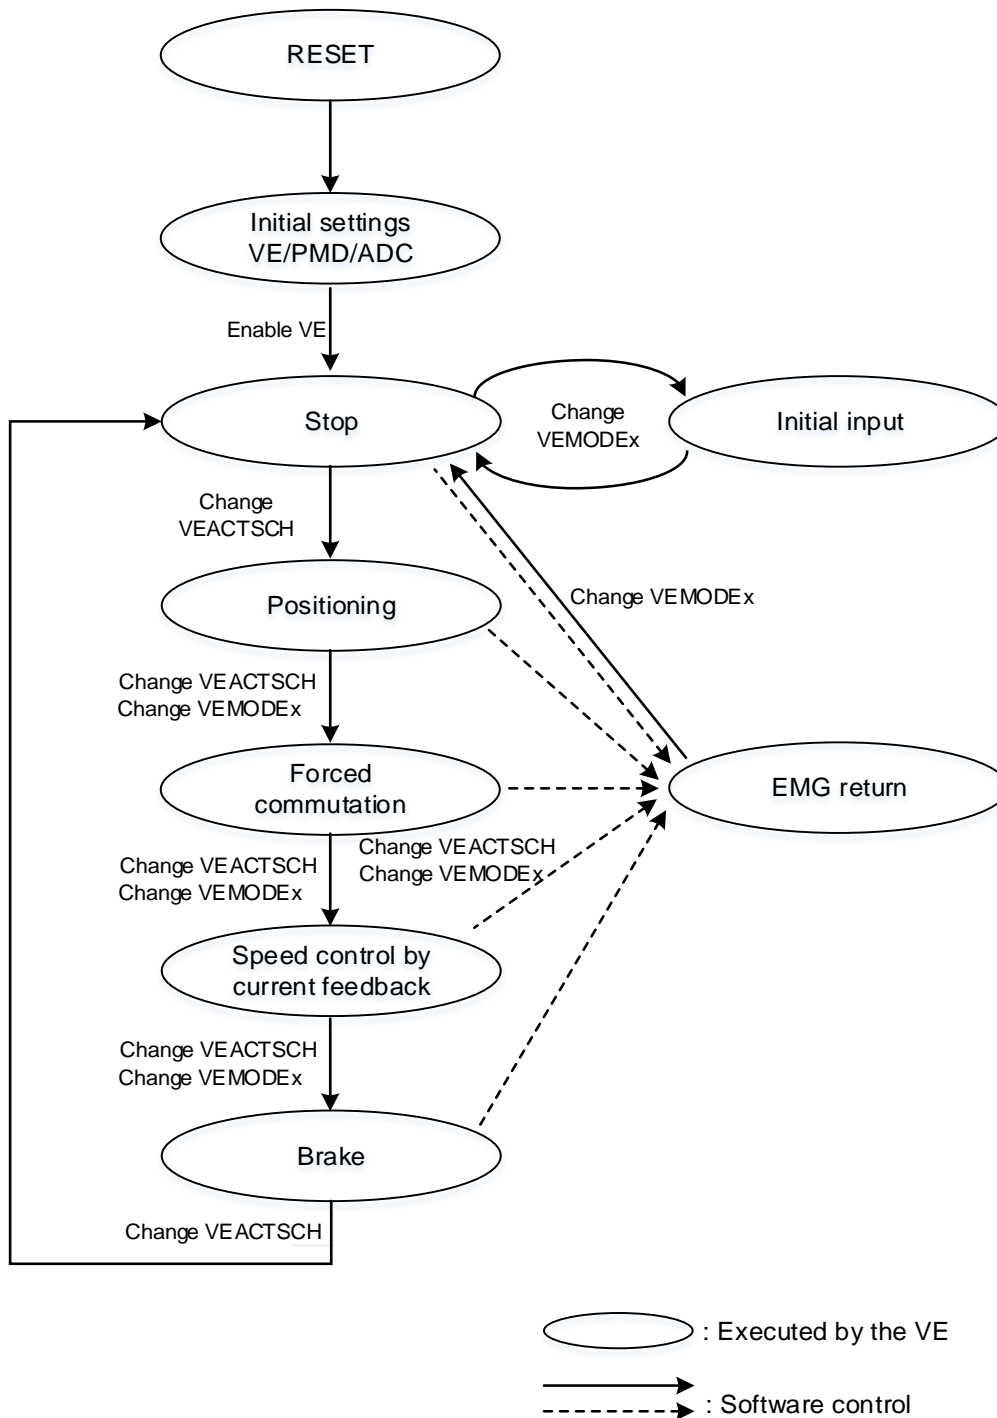 RESET
Initial settings
VE/PMD/ADC
Enable VE
Stop
Change
VEMODEx
Initial input
Change
VEACTSCH
Positioning
Change VEMODEx
Change VEACTSCH
Change VEMODEx
Forced
commutation
EMG return
Change VEACTSCH
Change VEMODEx
Change VEACTSCH
Change VEMODEx
Speed control by
current feedback
Change VEACTSCH
Change VEMODEx
Brake
Change VEACTSCH
: Executed by the VE
: Software control